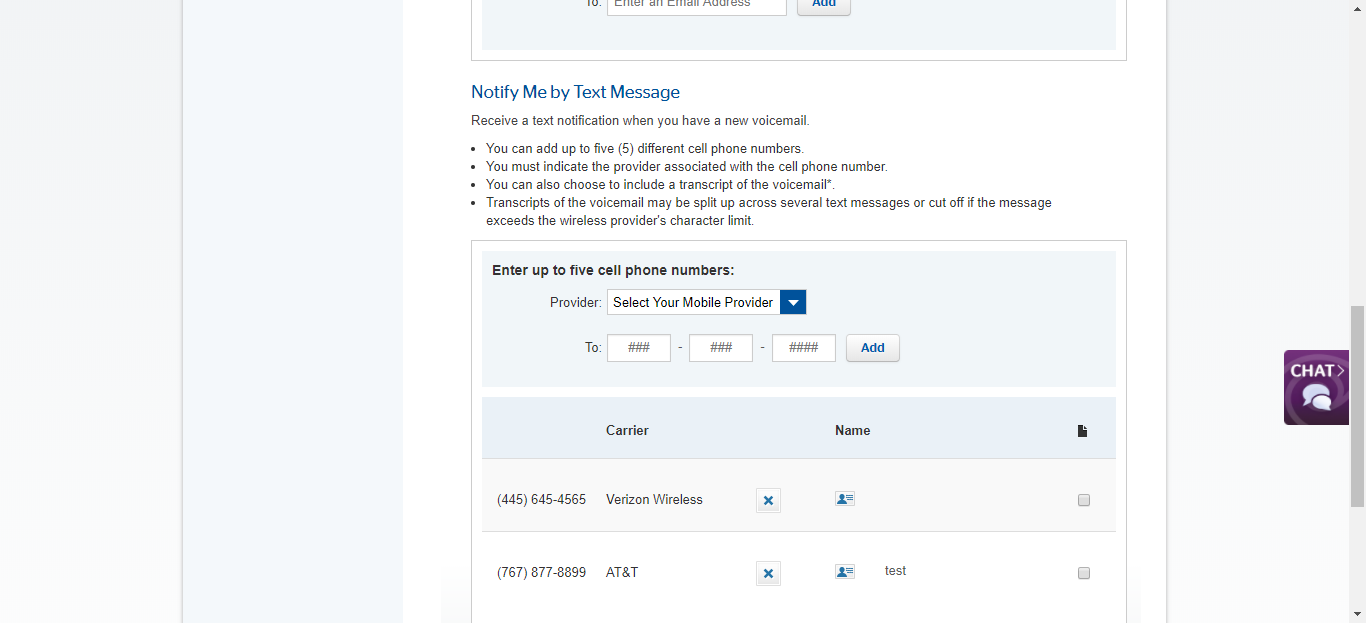 To: Enter an Email Address Add
Notify Me by Text Message
Receive a text notification when you have a new voicemail.
• You can add up to five (5) different cell phone numbers.
• You must indicate the provider associated with the cell phone number.
• You can also choose to include a transcript of the voicemail*.
• Transcripts of the voicemail may be split up across several text messages or cut off if the message
exceeds the wireless provider's character limit.
Enter up to five cell phone numbers:
Provider: Select Your Mobile Provider
To: ### - ### - #### Add
CHAT>
Carrier Name
(445) 645-4565 Verizon Wireless
(767) 877-8899 AT&T test